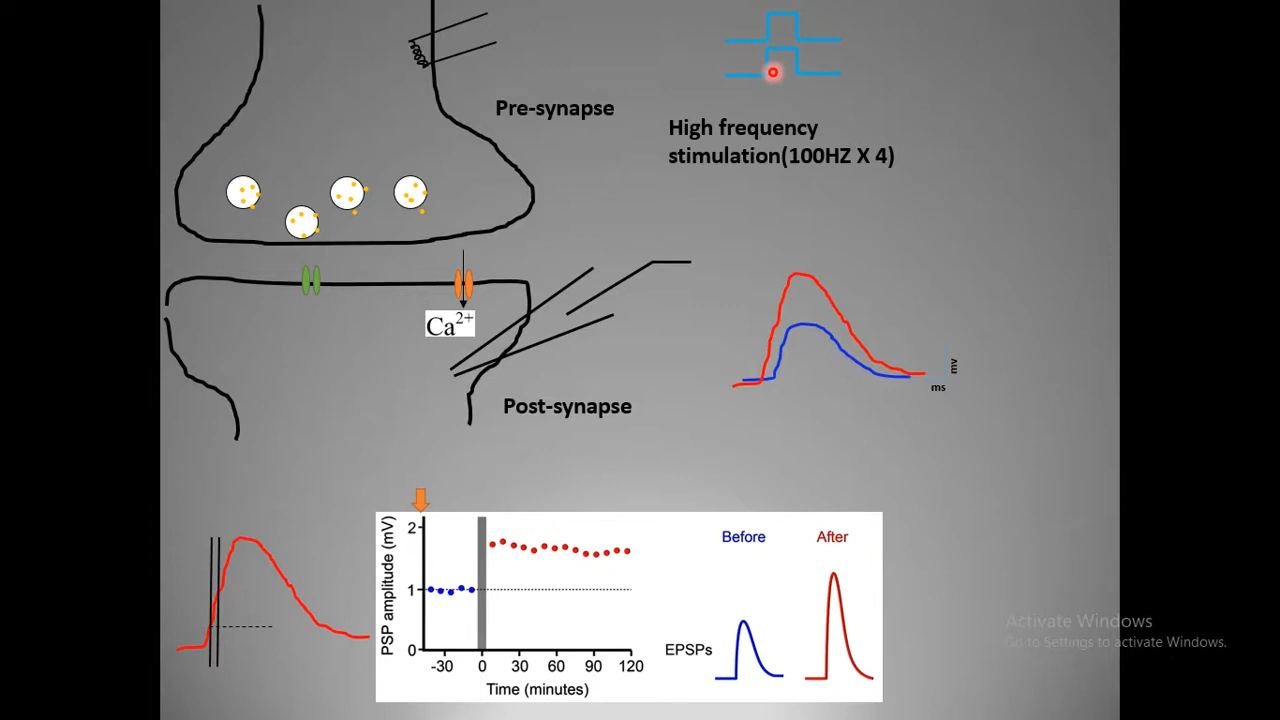 Pre-synapse
High frequency
stimulation(100HZ X 4)
Ca2+
mv
ms
Post-synapse
PSP amplitude (mV)
2
1
0
-30 0 30 60 90 120
Time (minutes)
Before After
EPSPs
Activate Windows
Go to Settings to activate Windows.